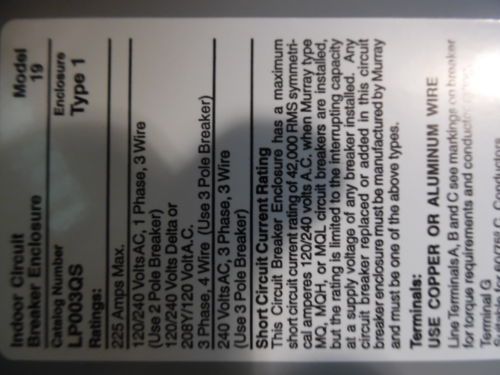 Indoor Circuit Model
Breaker Enclosure 19
Catalog Number Enclosure
LP003QS Type 1
Ratings:
225 Amps Max.
120/240 Volts AC, 1 Phase, 3 Wire
(Use 2 Pole Breaker)
120/240 Volts Delta or
208Y/120 Volt A.C.
3 Phase, 4 Wire (Use 3 Pole Breaker)
240 Volts AC, 3 Phase, 3 Wire
(Use 3 Pole Breaker)
Short Circuit Current Rating
This Circuit Breaker Enclosure has a maximum
short circuit current rating of 42,000 RMS symmetri-
cal amperes 120/240 volts A.C. when Murray type
MQ, MQH, or MQL circuit breakers are installed,
but the rating is limited to the interrupting capacity
at a supply voltage of any breaker installed. Any
circuit breaker replaced or added in this circuit
breaker enclosure must be manufactured by Murray
and must be one of the above types.
Terminals:
USE COPPER OR ALUMINUM WIRE
Line Terminals A, B and C see markings on breaker
for torque requirements and conductor
Terminal G